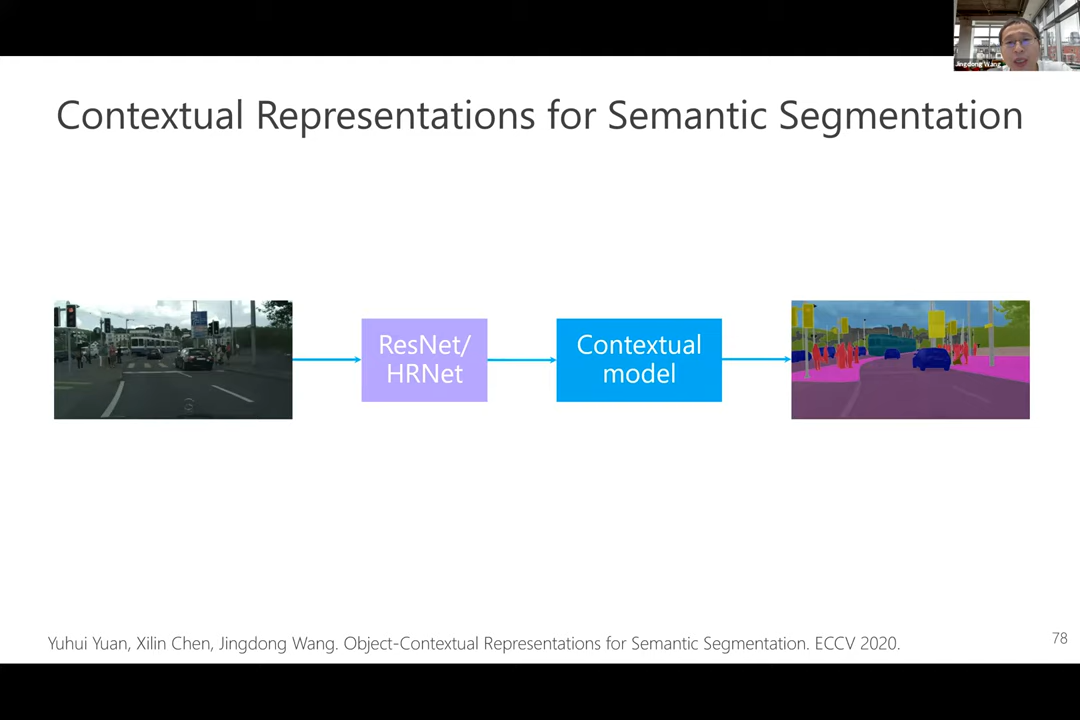 Jingdong Wang
Contextual Representations for Semantic Segmentation
ResNet/
HRNet
Contextual
model
Yuhui Yuan, Xilin Chen, Jingdong Wang. Object-Contextual Representations for Semantic Segmentation. ECCV 2020.
78